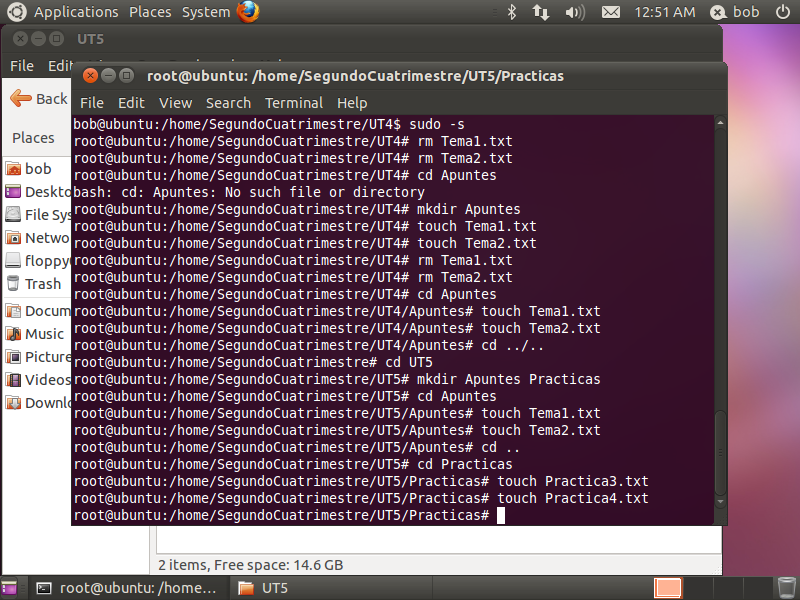 Applications Places System
12:51 AM bob
UT5
File Edit
Back
Places
bob
Deskto
File Sys
Netwo
floppy
Trash
Docum
Music
Picture
Videos
Downlo
root@ubuntu: /home/SegundoCuatrimestre/UT5/Practicas
File Edit View Search Terminal Help
bob@ubuntu:/home/SegundoCuatrimestre/UT4$ sudo -s
root@ubuntu:/home/SegundoCuatrimestre/UT4# rm Tema1.txt
root@ubuntu:/home/SegundoCuatrimestre/UT4# rm Tema2.txt
root@ubuntu:/home/SegundoCuatrimestre/UT4# cd Apuntes
bash: cd: Apuntes: No such file or directory
root@ubuntu:/home/SegundoCuatrimestre/UT4# mkdir Apuntes
root@ubuntu:/home/SegundoCuatrimestre/UT4# touch Tema1.txt
root@ubuntu:/home/SegundoCuatrimestre/UT4# touch Tema2.txt
root@ubuntu:/home/SegundoCuatrimestre/UT4# rm Tema1.txt
root@ubuntu:/home/SegundoCuatrimestre/UT4# rm Tema2.txt
root@ubuntu:/home/SegundoCuatrimestre/UT4# cd Apuntes
root@ubuntu:/home/SegundoCuatrimestre/UT4/Apuntes# touch Tema1.txt
root@ubuntu:/home/SegundoCuatrimestre/UT4/Apuntes# touch Tema2.txt
root@ubuntu:/home/SegundoCuatrimestre/UT4/Apuntes# cd ../..
root@ubuntu:/home/SegundoCuatrimestre# cd UT5
root@ubuntu:/home/SegundoCuatrimestre/UT5# mkdir Apuntes Practicas
root@ubuntu:/home/SegundoCuatrimestre/UT5# cd Apuntes
root@ubuntu:/home/SegundoCuatrimestre/UT5/Apuntes# touch Tema1.txt
root@ubuntu:/home/SegundoCuatrimestre/UT5/Apuntes# touch Tema2.txt
root@ubuntu:/home/SegundoCuatrimestre/UT5/Apuntes# cd ..
root@ubuntu:/home/SegundoCuatrimestre/UT5# cd Practicas
root@ubuntu:/home/SegundoCuatrimestre/UT5/Practicas# touch Practica3.txt
root@ubuntu:/home/SegundoCuatrimestre/UT5/Practicas# touch Practica4.txt
root@ubuntu:/home/SegundoCuatrimestre/UT5/Practicas#
2 items, Free space: 14.6 GB
root@ubuntu: /home...
UT5